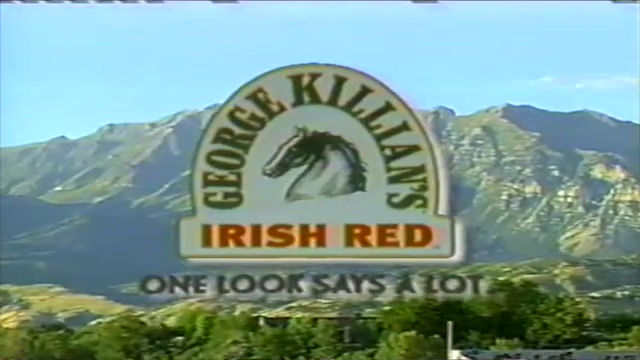 GEORGE KILLIAN'S
IRISH RED
ONE LOOK SAYS A LOT.